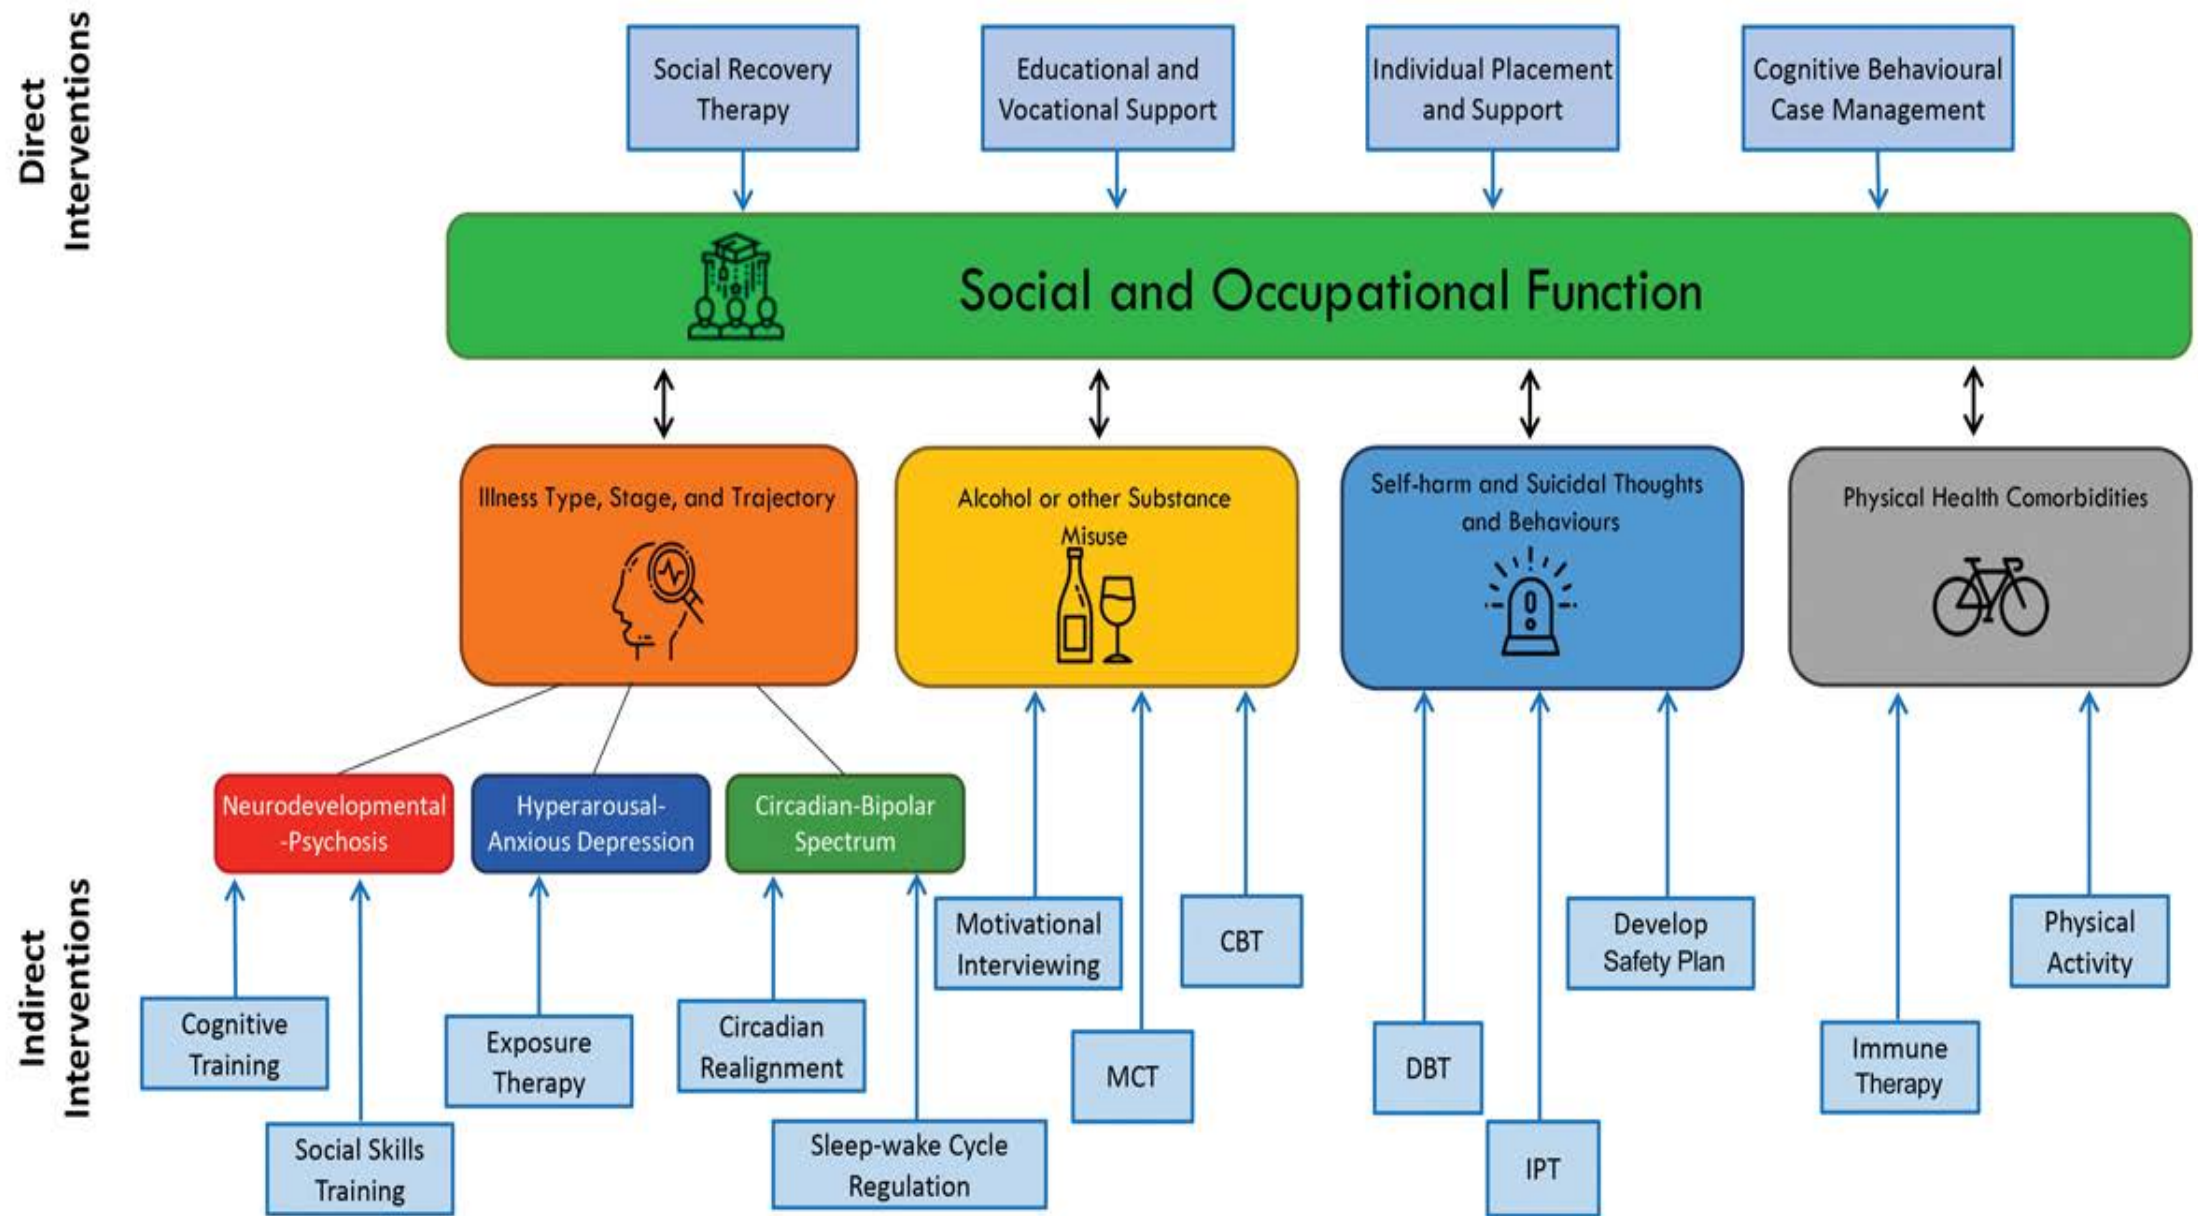 Direct
Interventions
Social Recovery
Therapy
Educational and
Vocational Support
Individual Placement
and Support
Cognitive Behavioural
Case Management
Social and Occupational Function
Illness Type, Stage, and Trajectory
Alcohol or other Substance
Misuse
Self-harm and Suicidal Thoughts
and Behaviours
Physical Health Comorbidities
Neurodevelopmental
-Psychosis
Hyperarousal-
Anxious Depression
Circadian-Bipolar
Spectrum
Indirect
Interventions
Cognitive
Training
Social Skills
Training
Exposure
Therapy
Circadian
Realignment
Sleep-wake Cycle
Regulation
Motivational
Interviewing
MCT
CBT
DBT
IPT
Develop
Safety Plan
Immune
Therapy
Physical
Activity